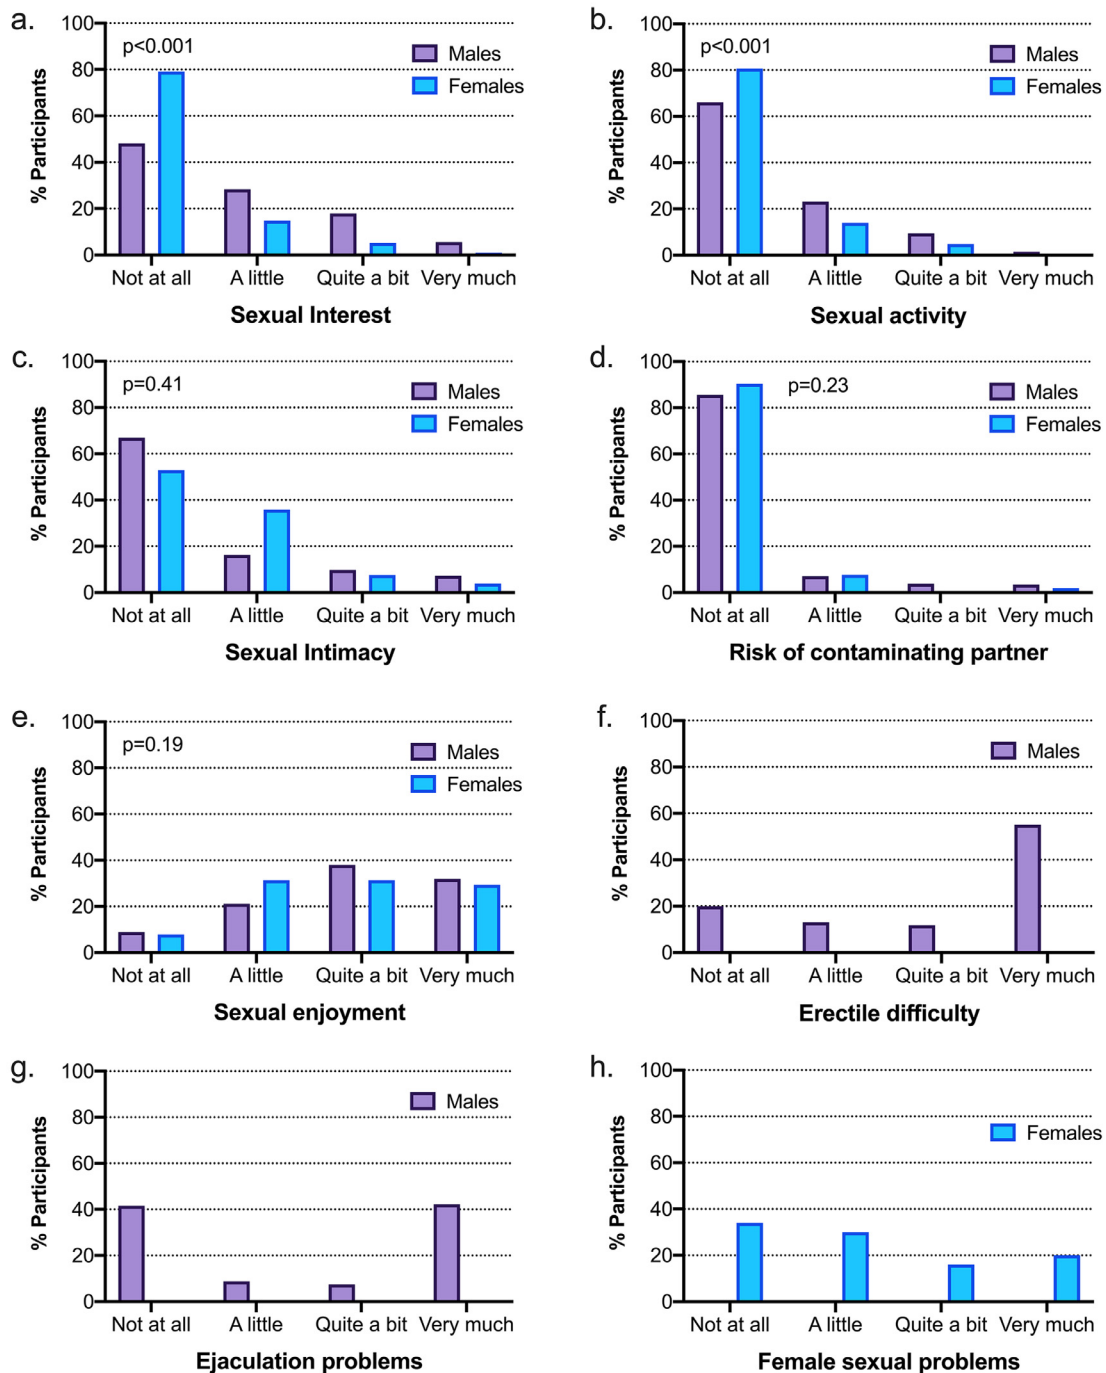 a.
100
80
60
40
20
0
% Participants
p<0.001
Males
Females
Not at all A little Quite a bit Very much
Sexual Interest
b.
100
80
60
40
20
0
% Participants
p<0.001
Males
Females
Not at all A little Quite a bit Very much
Sexual activity
c.
100
80
60
40
20
0
% Participants
p=0.41
Males
Females
Not at all A little Quite a bit Very much
Sexual Intimacy
d.
100
80
60
40
20
0
% Participants
p=0.23
Males
Females
Not at all A little Quite a bit Very much
Risk of contaminating partner
e.
100
80
60
40
20
0
% Participants
p=0.19
Males
Females
Not at all A little Quite a bit Very much
Sexual enjoyment
f.
100
80
60
40
20
0
% Participants
Males
Not at all A little Quite a bit Very much
Erectile difficulty
g.
100
80
60
40
20
0
% Participants
Males
Not at all A little Quite a bit Very much
Ejaculation problems
h.
100
80
60
40
20
0
% Participants
Females
Not at all A little Quite a bit Very much
Female sexual problems